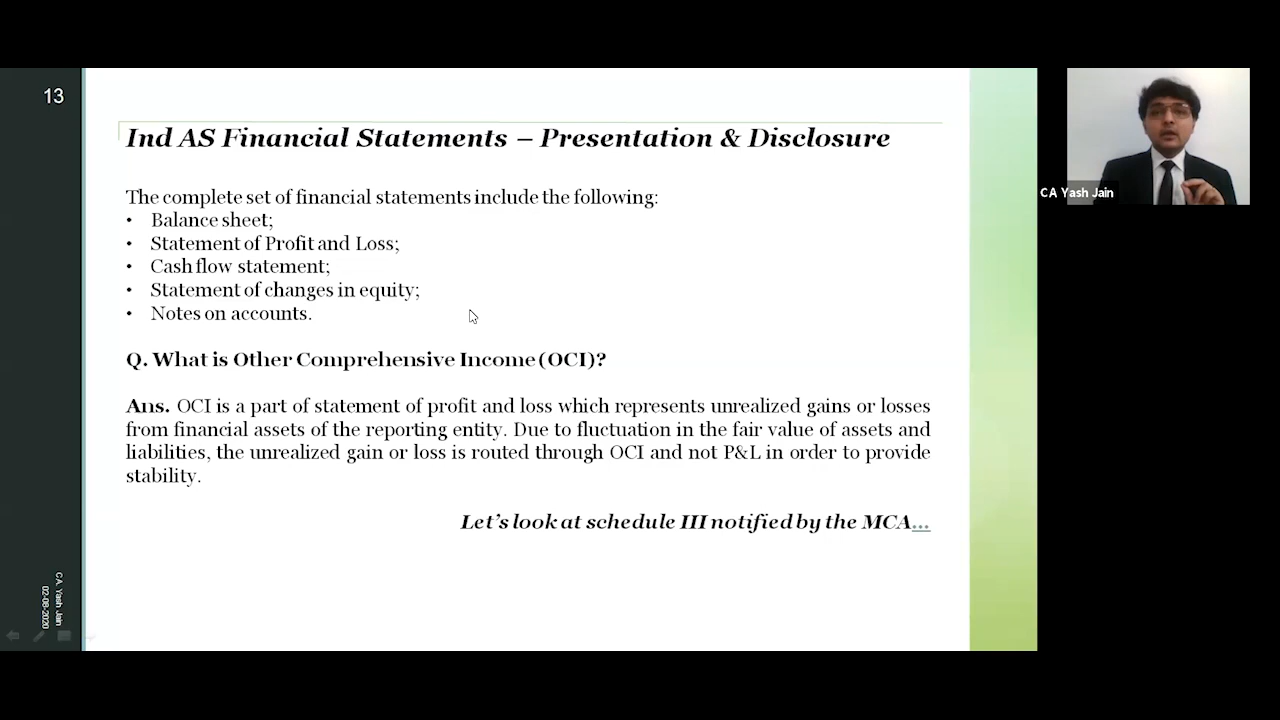 13
Ind AS Financial Statements – Presentation & Disclosure
The complete set of financial statements include the following:
• Balance sheet;
• Statement of Profit and Loss;
• Cash flow statement;
• Statement of changes in equity;
• Notes on accounts.
Q. What is Other Comprehensive Income (OCI)?
Ans. OCI is a part of statement of profit and loss which represents unrealized gains or losses
from financial assets of the reporting entity. Due to fluctuation in the fair value of assets and
liabilities, the unrealized gain or loss is routed through OCI and not P&L in order to provide
stability.
Let's look at schedule III notified by the MCA...
CA Yash Jain
CA. Yash Jain
02-08-2020